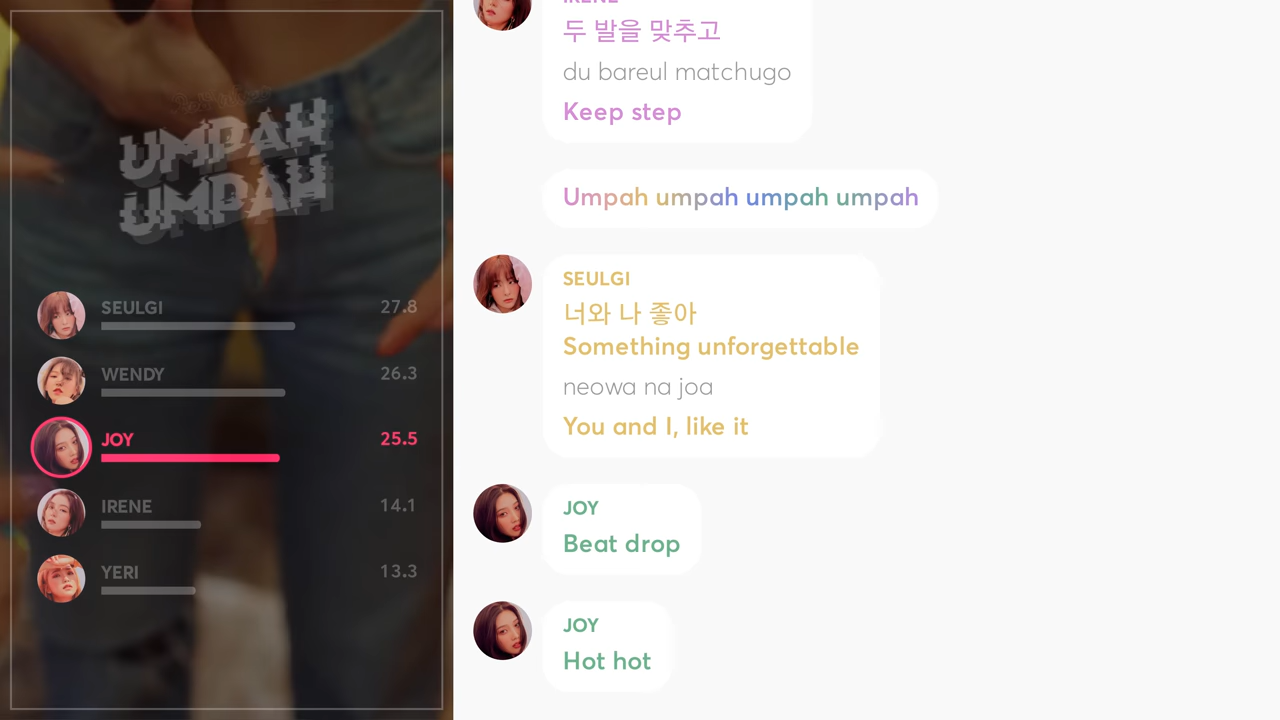 UMPAH
UMPAH
SEULGI 27.8
WENDY 26.3
JOY 25.5
IRENE 14.1
YERI 13.3
IRENE
두 발을 맞추고
du bareul matchugo
Keep step
Umpah umpah umpah umpah
SEULGI
너와 나 좋아
Something unforgettable
neowa na joa
You and I, like it
JOY
Beat drop
JOY
Hot hot